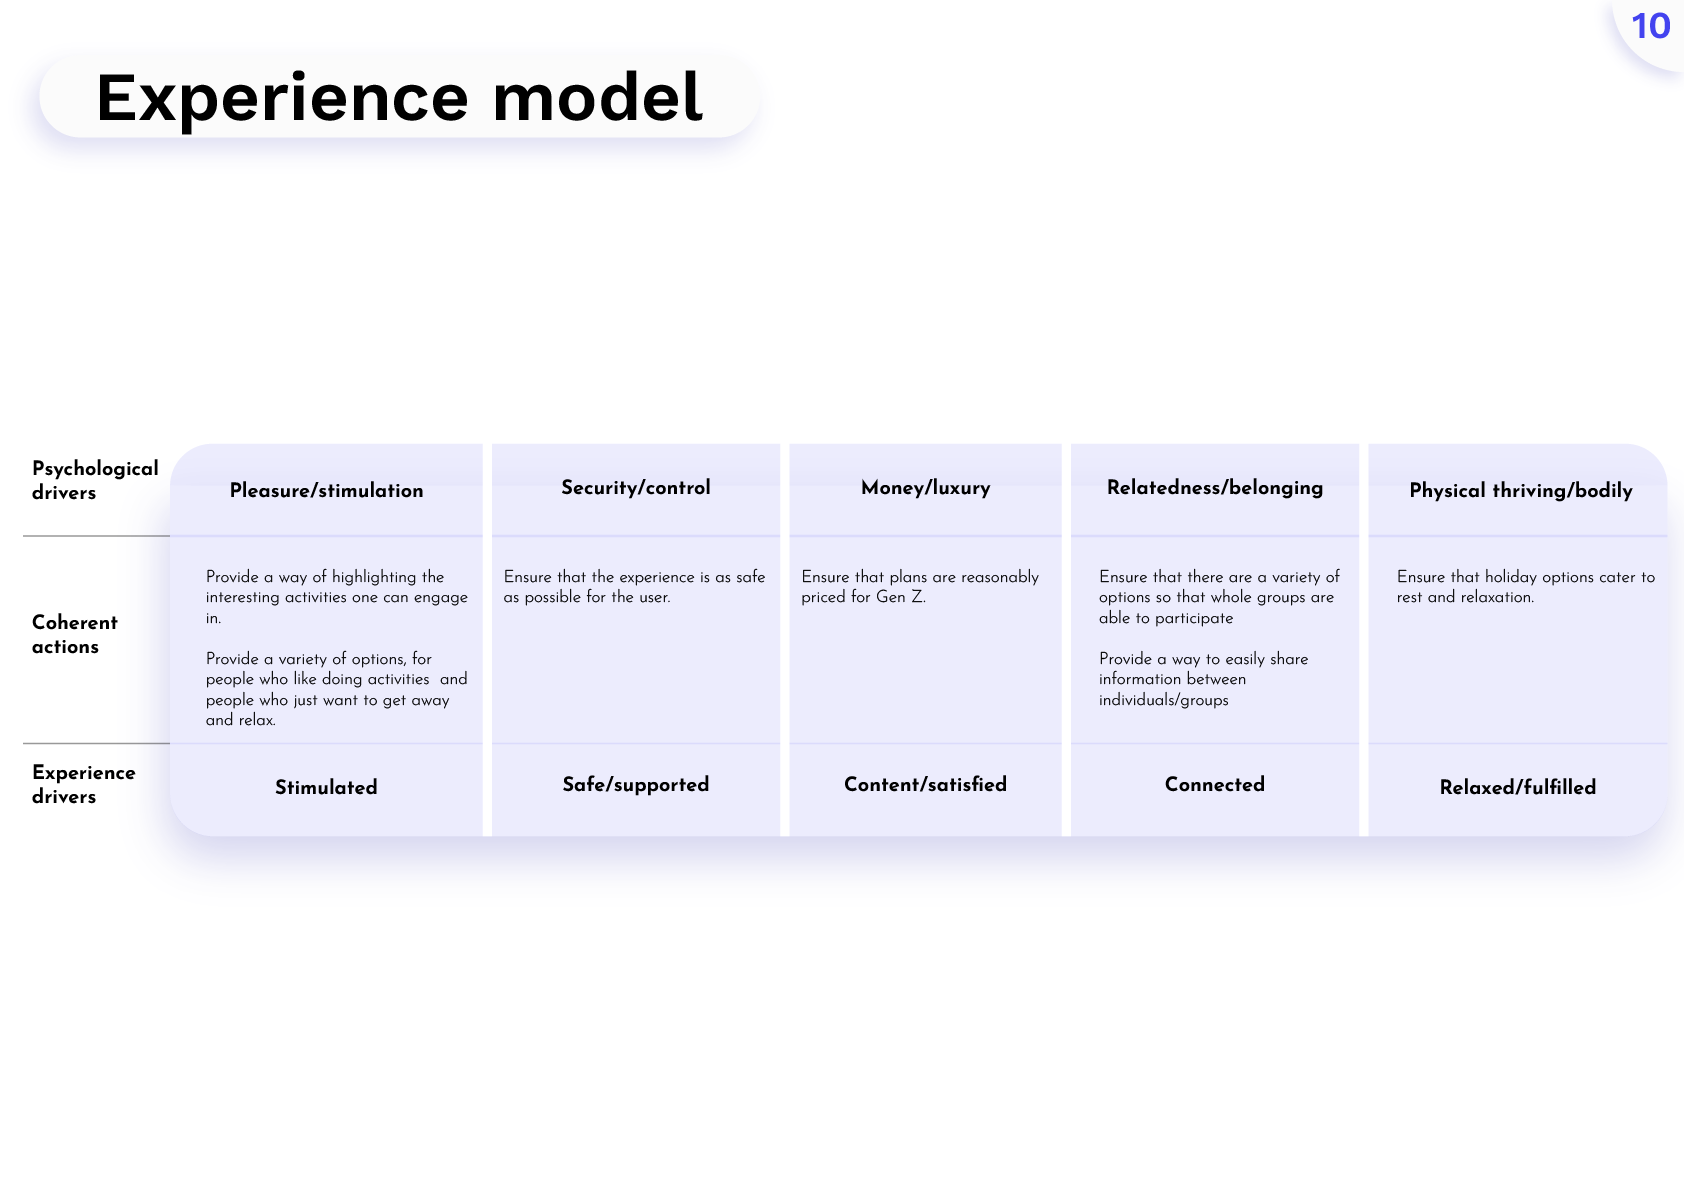 10
Experience model
Psychological
drivers
Pleasure/stimulation
Security/control
Money/luxury
Relatedness/belonging
Physical thriving/bodily
Coherent
actions
Provide a way of highlighting the
interesting activities one can engage
in.
Provide a variety of options, for
people who like doing activities  and
people who just want to get away
and relax.
Ensure that the experience is as safe
as possible for the user.
Ensure that plans are reasonably
priced for Gen Z.
Ensure that there are a variety of
options so that whole groups are
able to participate
Provide a way to easily share
information between
individuals/groups
Ensure that holiday options cater to
rest and relaxation.
Experience
drivers
Stimulated
Safe/supported
Content/satisfied
Connected
Relaxed/fulfilled